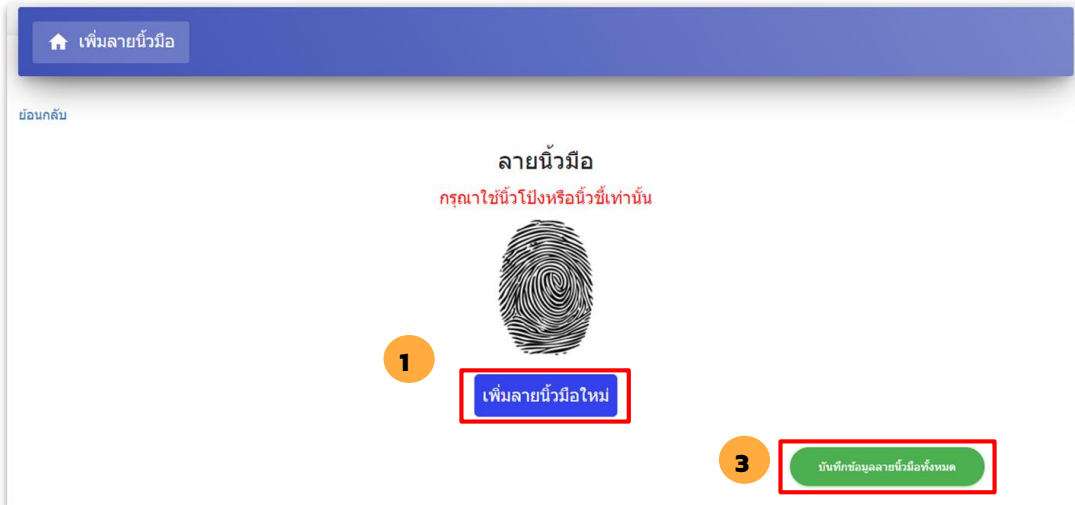 เพิ่มลายนิ้วมือ
ย้อนกลับ
ลายนิ้วมือ
กรุณาใช้นิ้วโป้งหรือนิ้วชี้เท่านั้น
1
เพิ่มลายนิ้วมือใหม่
3
บันทึกข้อมูลลายนิ้วมือทั้งหมด